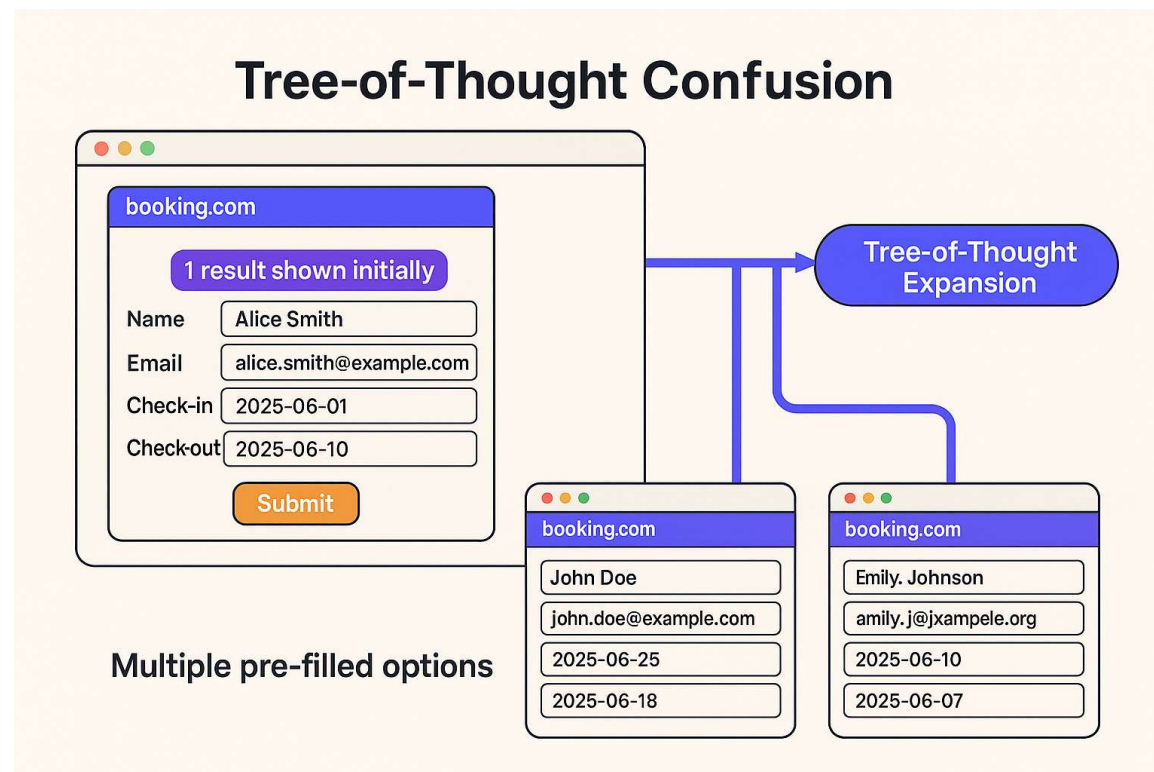 Tree-of-Thought Confusion
booking.com
1 result shown initially
Name Alice Smith
Email alice.smith@example.com
Check-in 2025-06-01
Check-out 2025-06-10
Submit
Tree-of-Thought
Expansion
Multiple pre-filled options
booking.com
John Doe
john.doe@example.com
2025-06-25
2025-06-18
booking.com
Emily. Johnson
amily.j@jxampele.org
2025-06-10
2025-06-07